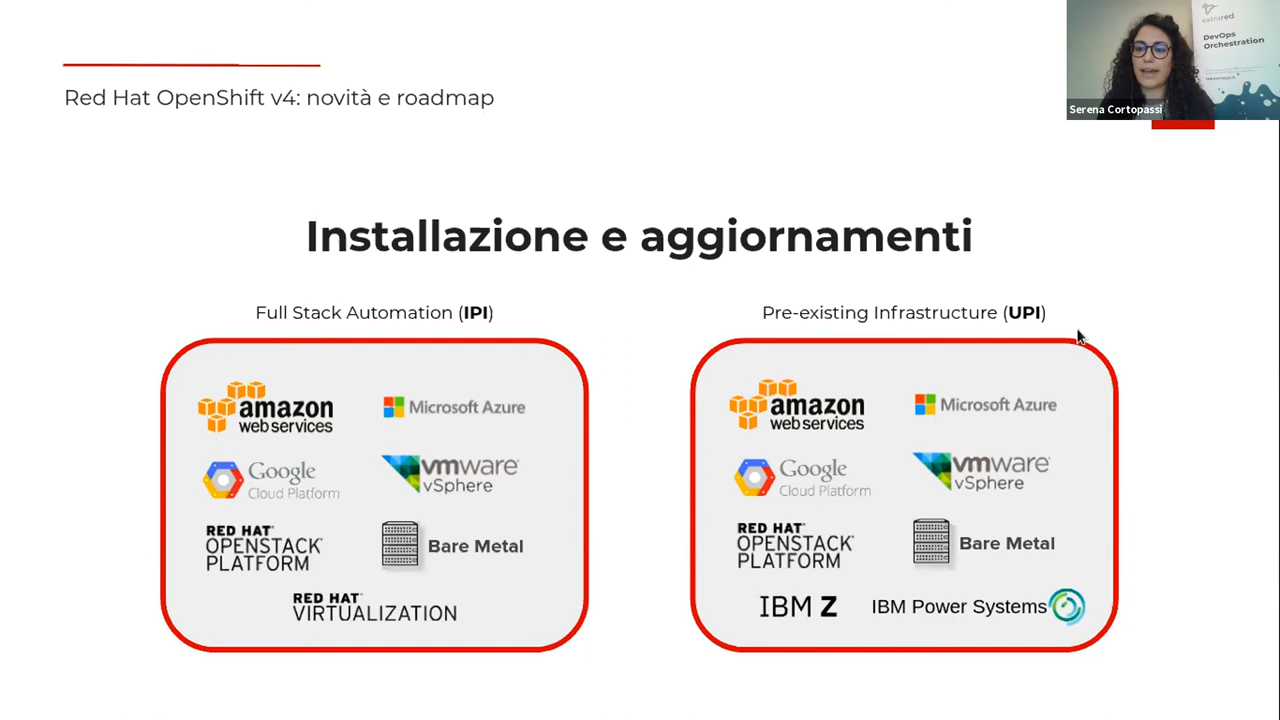 extrared
DevOps
Orchestration
Serena Cortopassi
Red Hat OpenShift v4: novità e roadmap
Installazione e aggiornamenti
Full Stack Automation (IPI)
amazon
web services
Microsoft Azure
Google
Cloud Platform
vmware
vSphere
RED HAT
OPENSTACK
PLATFORM
Bare Metal
RED HAT
VIRTUALIZATION
Pre-existing Infrastructure (UPI)
amazon
web services
Microsoft Azure
Google
Cloud Platform
vmware
vSphere
RED HAT
OPENSTACK
PLATFORM
Bare Metal
IBM Z
IBM Power Systems